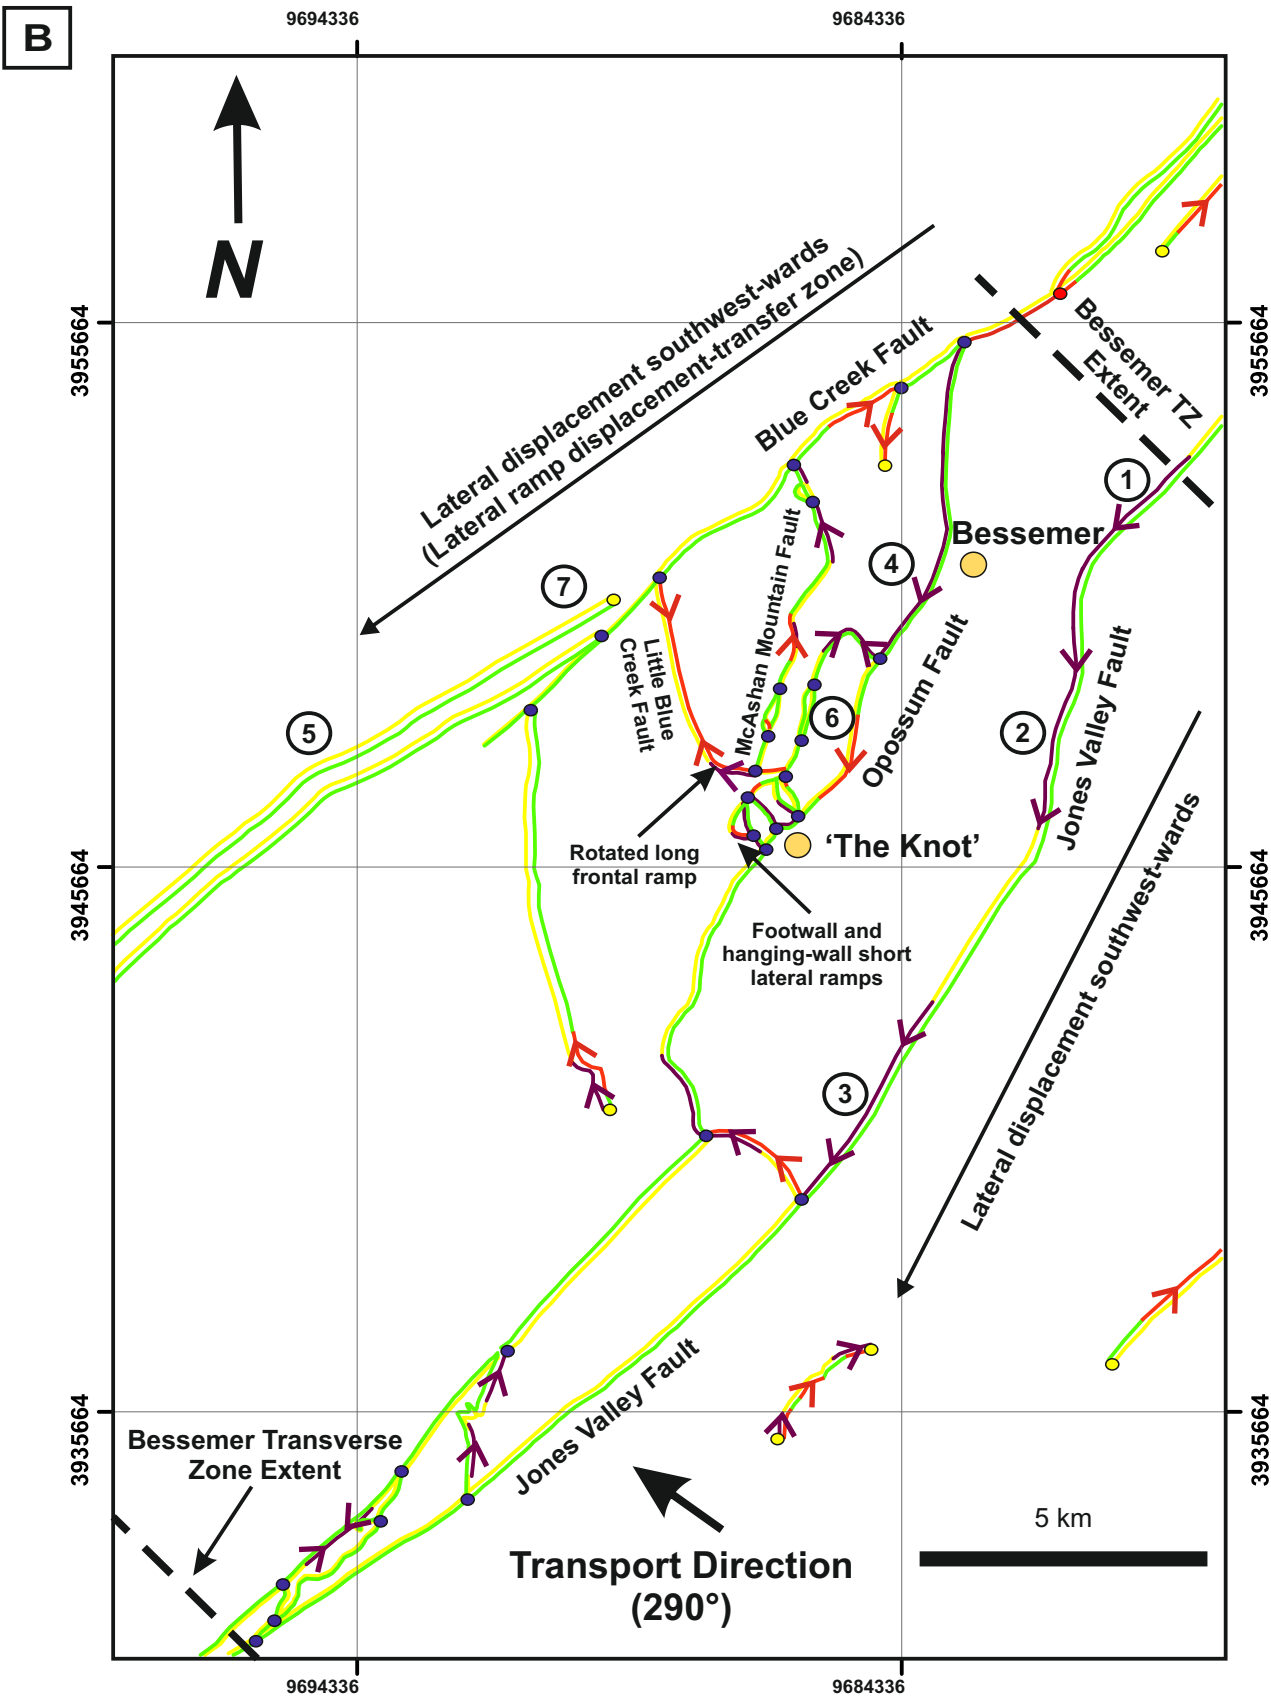 B
9694336
9684336
N
3955664
3955664
Lateral displacement southwest-wards
(Lateral ramp displacement-transfer zone)
Blue Creek Fault
Bessemer TZ
Extent
1
Bessemer
4
7
McAshan Mountain Fault
Little Blue
Creek Fault
Opossum Fault
Jones Valley Fault
5
6
2
Rotated long
frontal ramp
'The Knot'
3945664
3945664
Footwall and
hanging-wall short
lateral ramps
Lateral displacement southwest-wards
3
Jones Valley Fault
3935664
3935664
Bessemer Transverse
Zone Extent
5 km
Transport Direction
(290°)
9694336
9684336